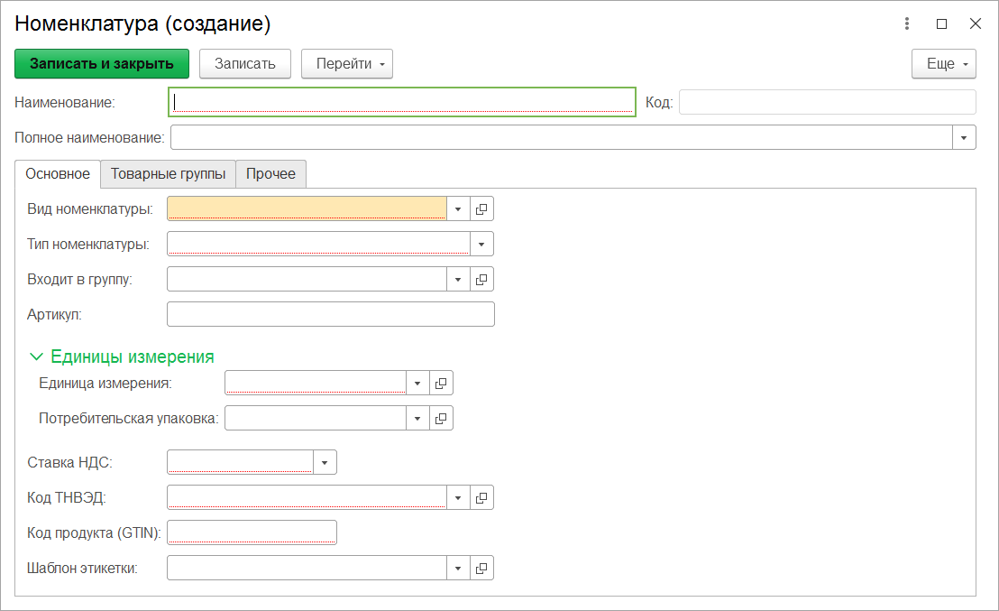 Номенклатура (создание)
Записать и закрыть Записать Перейти Еще
Наименование: Код:
Полное наименование:
Основное Товарные группы Прочее
Вид номенклатуры:
Тип номенклатуры:
Входит в группу:
Артикул:
Единицы измерения
Единица измерения:
Потребительская упаковка:
Ставка НДС:
Код ТНВЭД:
Код продукта (GTIN):
Шаблон этикетки: